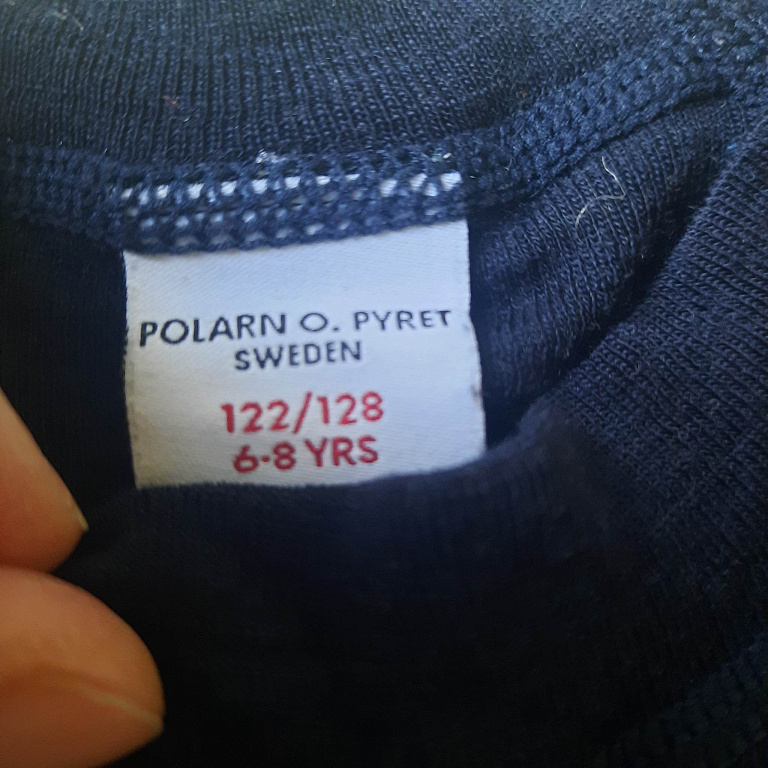 POLARN O. PYRET
SWEDEN
122/128
6-8 YRS